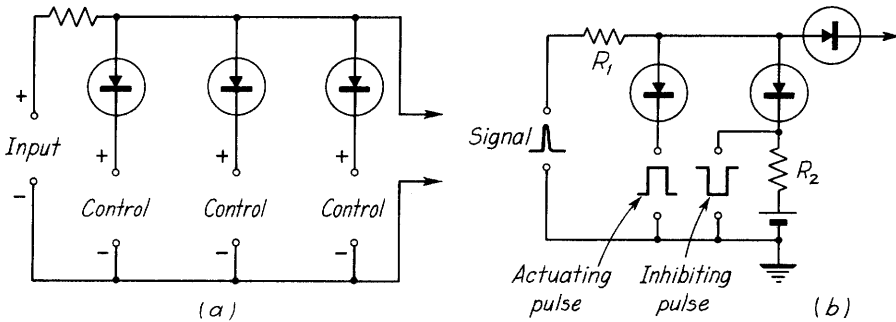 +
Input
−
+
Control
−
+
Control
−
+
Control
−
(a)
R₁
Signal
R₂
Actuating
pulse
Inhibiting
pulse
(b)